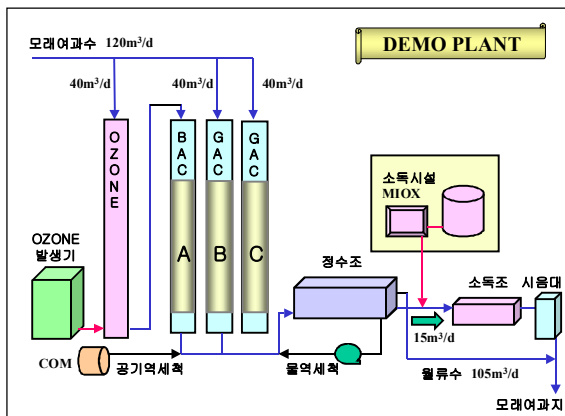 DEMO PLANT
모래여과수 120m³/d
40m³/d
40m³/d
40m³/d
OZONE
BAC
GAC
GAC
소독시설
MIOX
OZONE
발생기
A
B
C
정수조
소독조
시음대
15m³/d
COM
공기역세척
물역세척
월류수 105m³/d
모래여과지